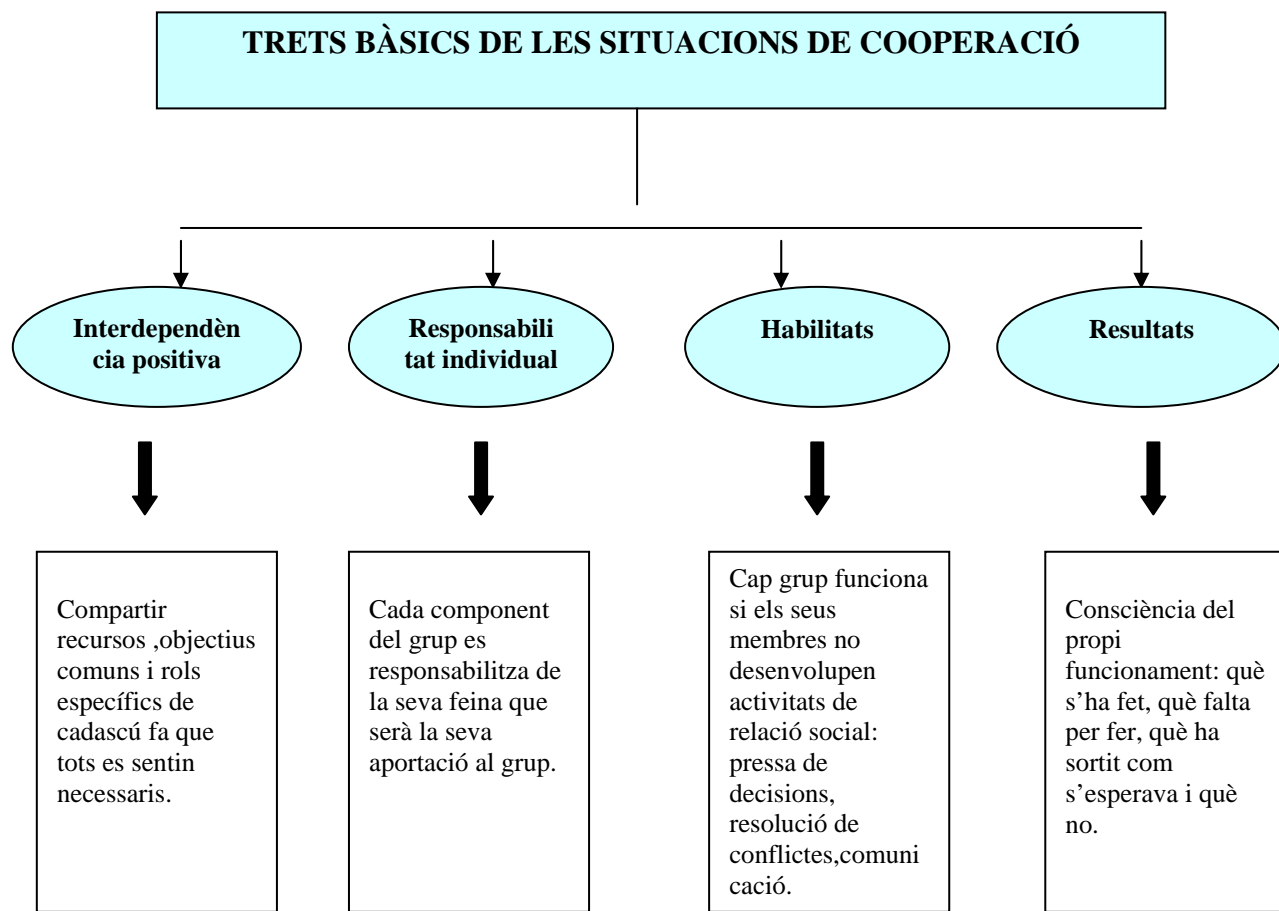 TRETS BÀSICS DE LES SITUACIONS DE COOPERACIÓ
Interdependèn
cia positiva
Responsabili
tat individual
Habilitats
Resultats
Compartir
recursos ,objectius
comuns i rols
específics de
cadascú fa que
tots es sentin
necessaris.
Cada component
del grup es
responsabilitza de
la seva feina que
serà la seva
aportació al grup.
Cap grup funciona
si els seus
membres no
desenvolupen
activitats de
relació social:
pressa de
decisions,
resolució de
conflictes,comuni
cació.
Consciència del
propi
funcionament: què
s’ha fet, què falta
per fer, què ha
sortit com
s’esperava i què
no.